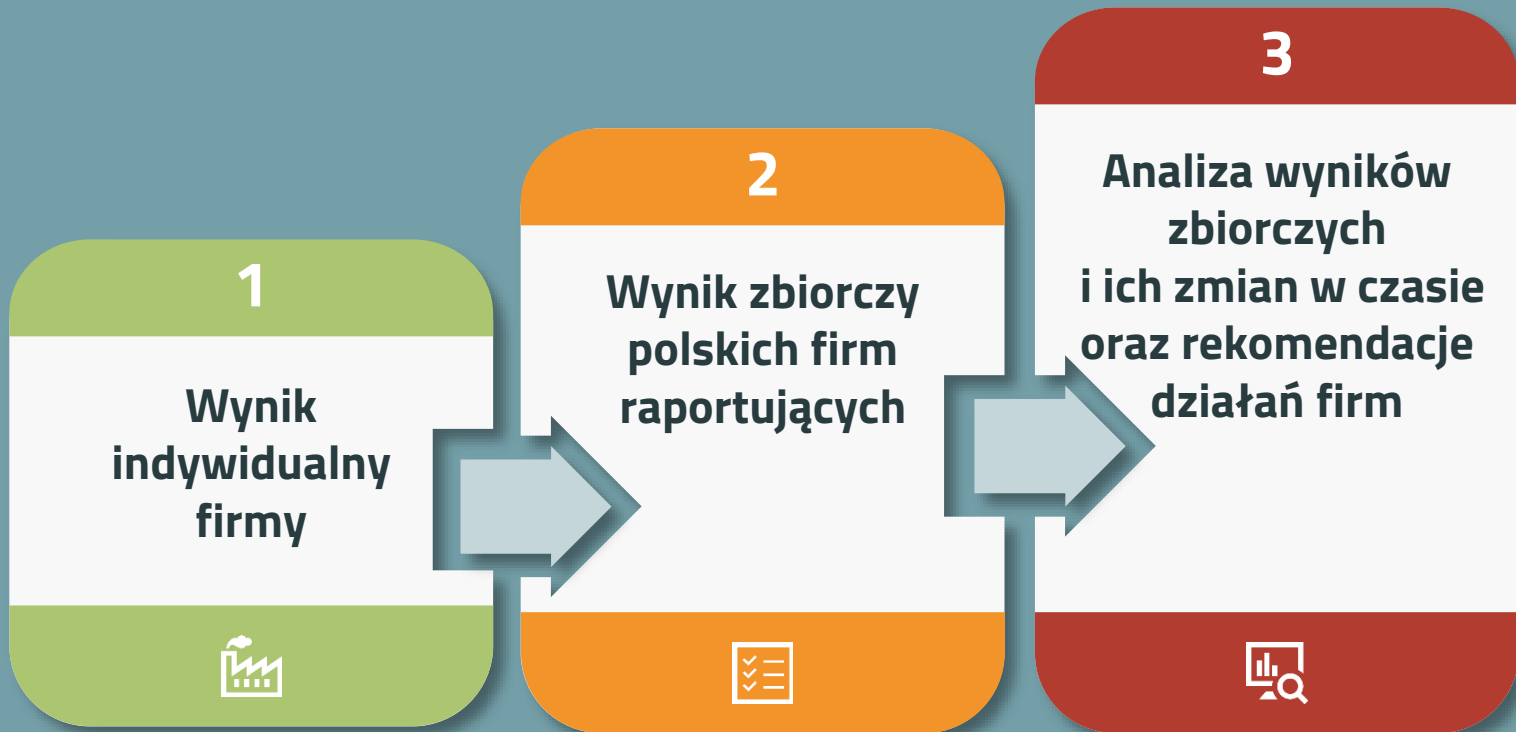 1
Wynik
indywidualny
firmy
2
Wynik zbiorczy
polskich firm
raportujących
3
Analiza wyników
zbiorczych
i ich zmian w czasie
oraz rekomendacje
działań firm